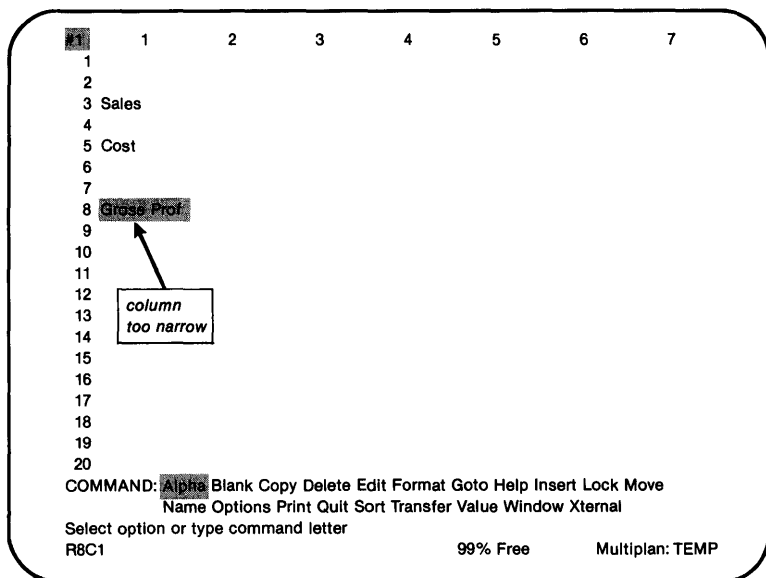 #1 1 2 3 4 5 6 7
1
2
3 Sales
4
5 Cost
6
7
8 Gross Prof
9
10
11
12
13
14
15
16
17
18
19
20
column
too narrow
COMMAND: Alpha Blank Copy Delete Edit Format Goto Help Insert Lock Move
Name Options Print Quit Sort Transfer Value Window Xternal
Select option or type command letter
R8C1 99% Free Multiplan: TEMP